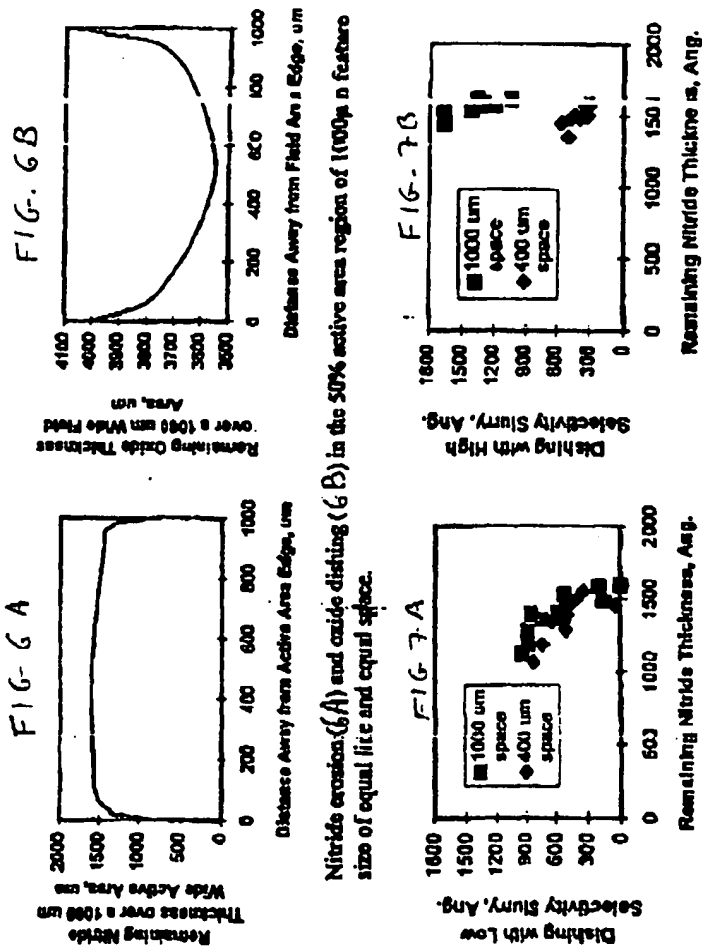 FIG-6 A
Remaining Nitride
Thickness over a 1000 um
Wide Active Area, um
2000
1500
1000
500
0
0 200 400 600 800 1000
Distance Away from Active Area Edge, um
FIG. 6B
Remaining Oxide Thickness
over a 1000 um Wide Field
Area, um
4100
4000
3900
3800
3700
3600
3500
0 200 400 600 800 1000
Distance Away from Field Area Edge, um
Nitride erosion (6A) and oxide dishing (6B) in the 50% active area region of 1000µm feature
size of equal line and equal space.
FIG 7A
Dishing with Low
Selectivity Slurry, Ang.
1800
1500
1200
900
600
300
0
1000 um
space
400 um
space
0 500 1000 1500 2000
Remaining Nitride Thickness, Ang.
FIG-7B
Dishing with High
Selectivity Slurry, Ang.
1800
1500
1200
900
600
300
0
1000 um
space
400 um
space
0 500 1000 1500 2000
Remaining Nitride Thickness, Ang.